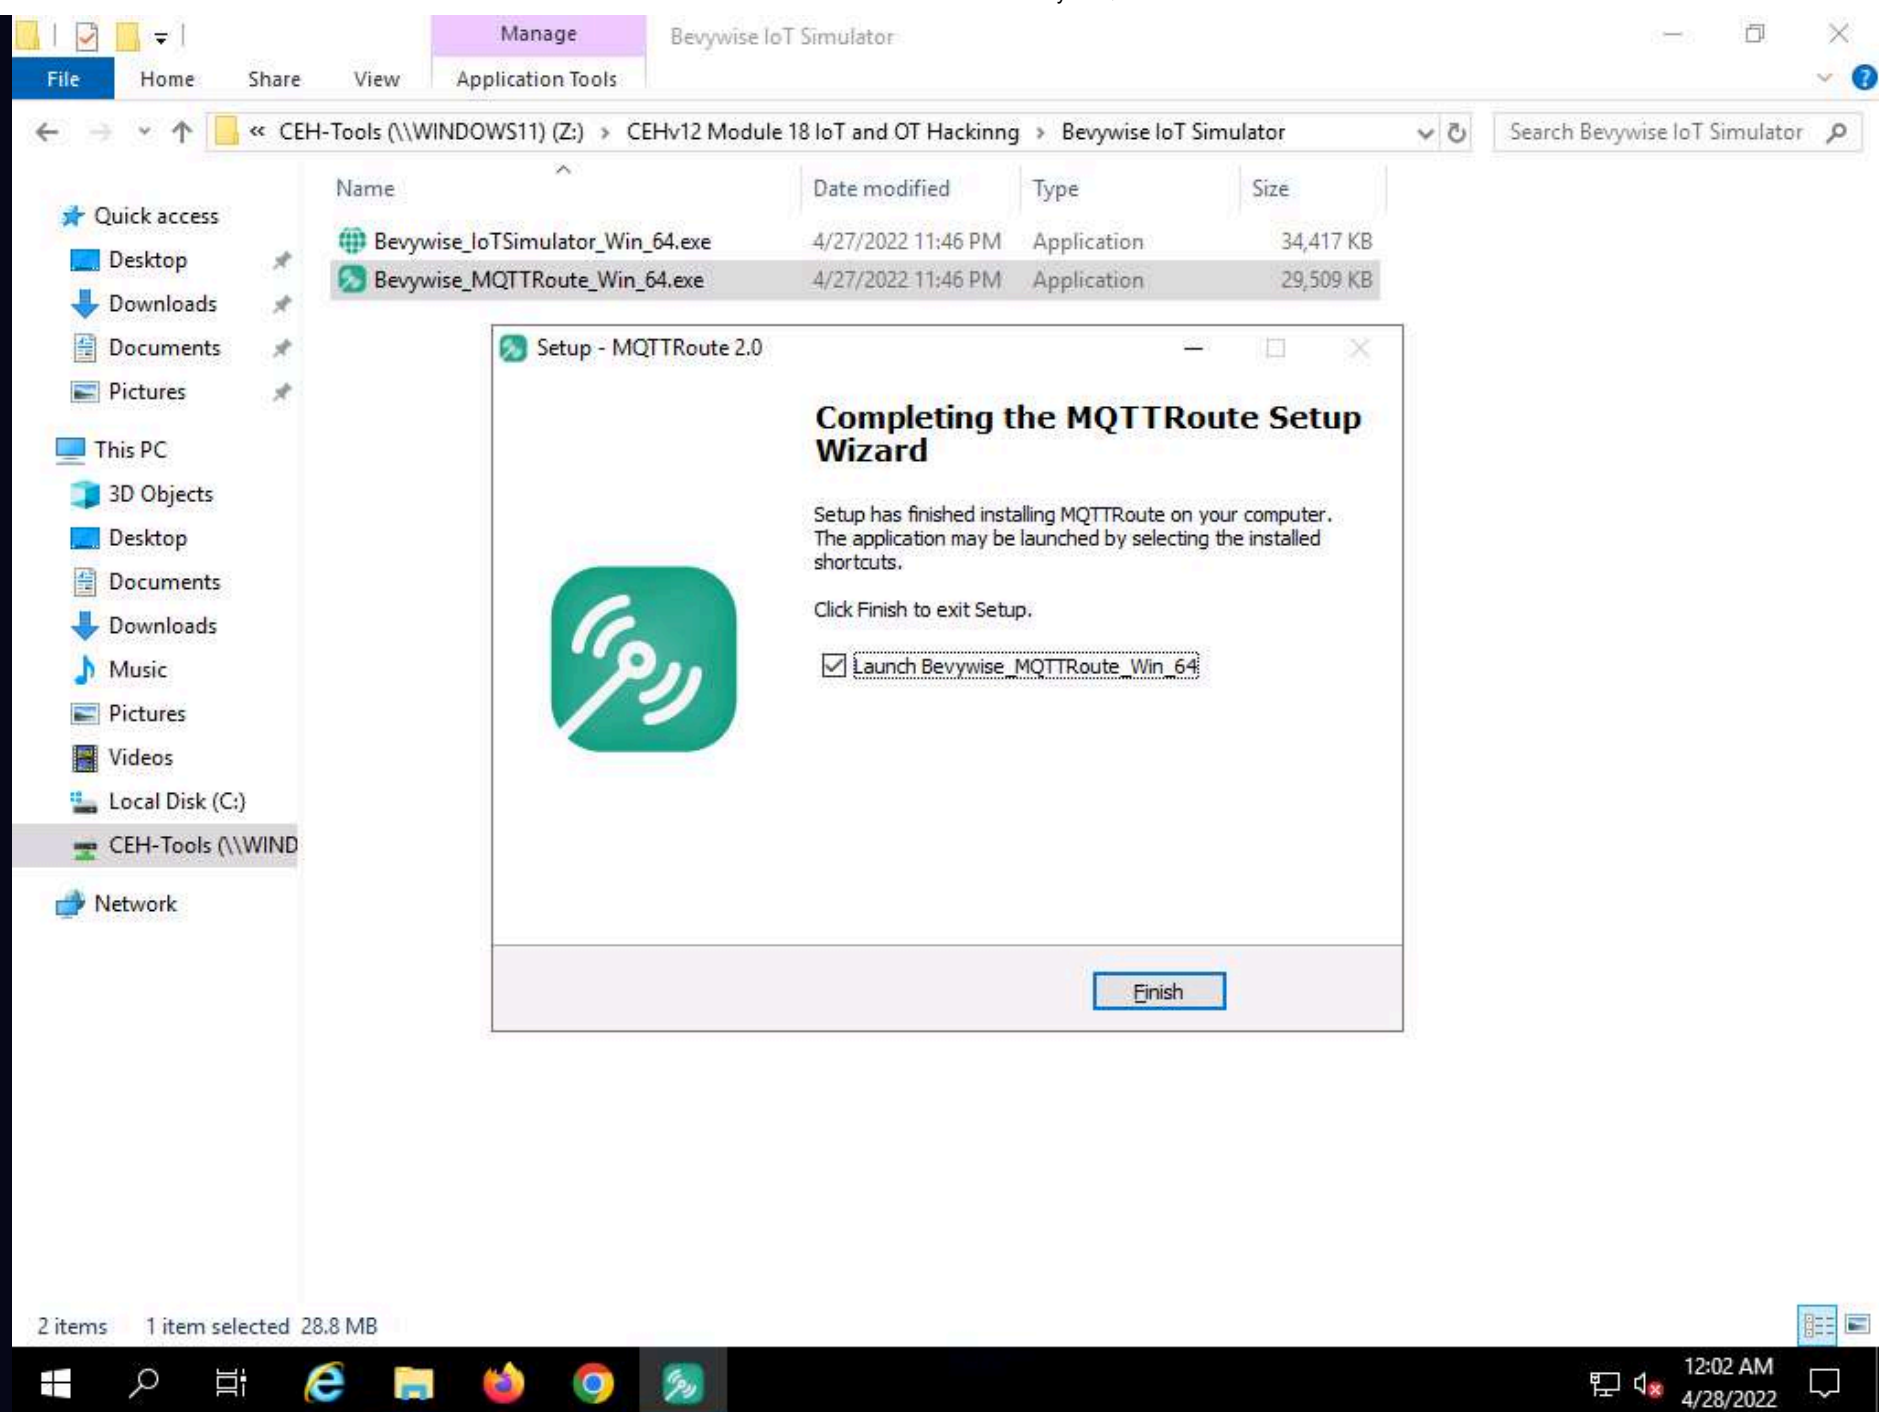 Manage
Bevywise IoT Simulator
File
Home
Share
View
Application Tools
« CEH-Tools (\\WINDOWS11) (Z:) › CEHv12 Module 18 IoT and OT Hackinng › Bevywise IoT Simulator
Search Bevywise IoT Simulator
Name
Date modified
Type
Size
Bevywise_IoTSimulator_Win_64.exe 4/27/2022 11:46 PM Application 34,417 KB
Bevywise_MQTTRoute_Win_64.exe 4/27/2022 11:46 PM Application 29,509 KB
Quick access
Desktop
Downloads
Documents
Pictures
This PC
3D Objects
Desktop
Documents
Downloads
Music
Pictures
Videos
Local Disk (C:)
CEH-Tools (\\WIND
Network
Setup - MQTTRoute 2.0
Completing the MQTTRoute Setup
Wizard
Setup has finished installing MQTTRoute on your computer.
The application may be launched by selecting the installed
shortcuts.
Click Finish to exit Setup.
Launch Bevywise_MQTTRoute_Win_64
Finish
2 items 1 item selected 28.8 MB
12:02 AM
4/28/2022